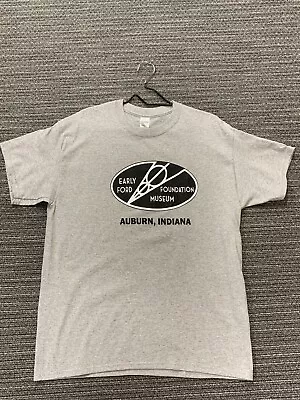 EARLY
FORD FOUNDATION
MUSEUM
AUBURN, INDIANA